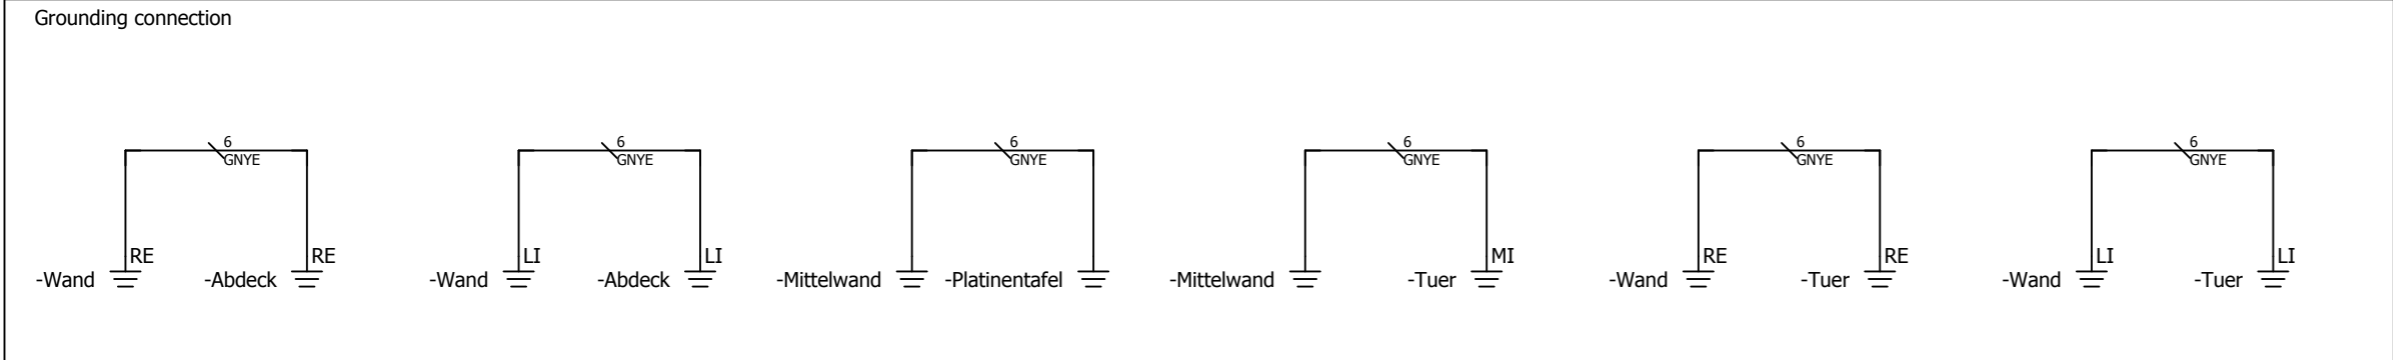 Grounding connection
6 6 6 6 6 6
GNYE GNYE GNYE GNYE GNYE GNYE
RE RE LI LI MI RE RE LI LI
-Wand -Abdeck -Wand -Abdeck -Mittelwand -Platinentafel -Mittelwand -Tuer -Wand -Tuer -Wand -Tuer